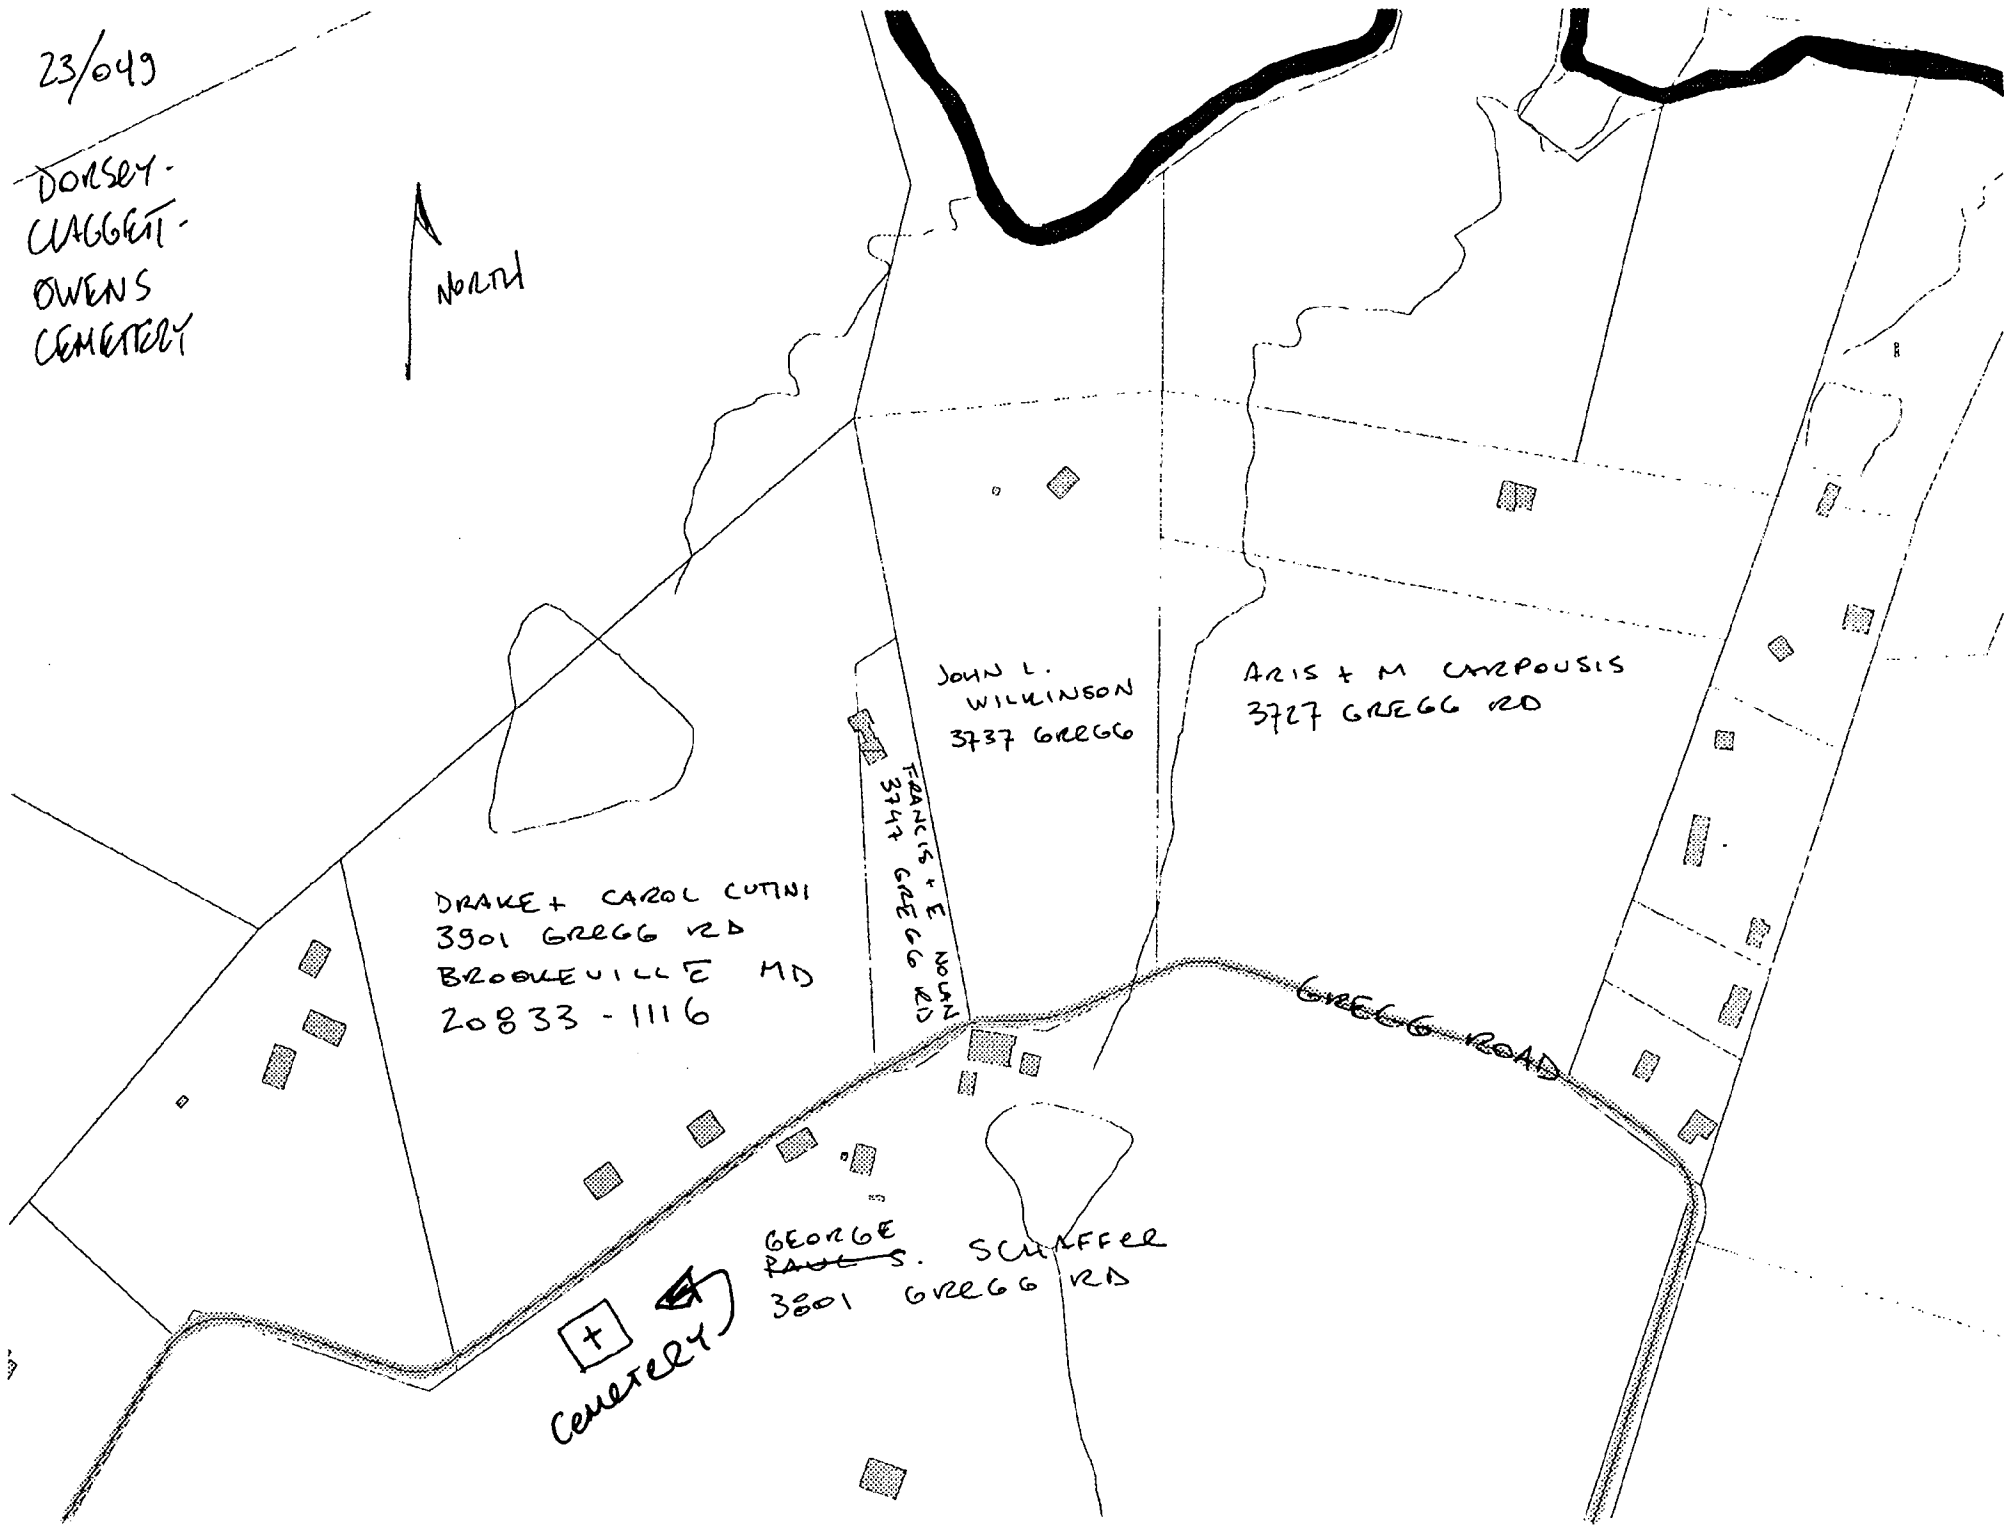 23/049
DORSEY-
CLAGGETT-
OWENS
CEMETERY
NORTH
JOHN L.
WILKINSON
3737 GREGG
ARIS + M CARPOUSIS
3727 GREGG RD
FRANCIS + E NOLAN
3747 GREGG RD
DRAKE + CAROL CUTINI
3901 GREGG RD
BROOKEVILLE MD
20833-1116
GREGG ROAD
GEORGE
PAUL S. SCHAFFER
3801 GREGG RD
+
CEMETERY